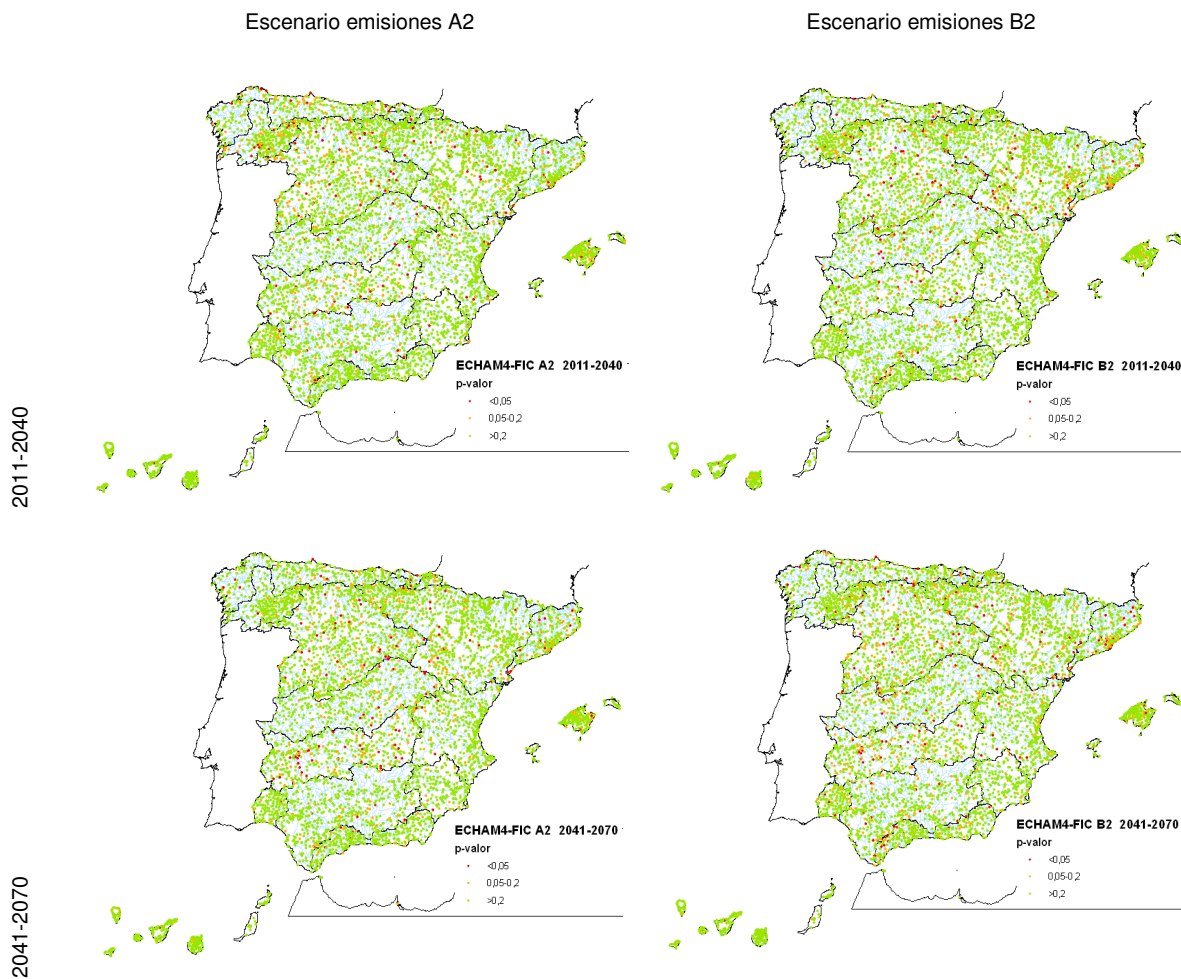 Escenario emisiones A2
Escenario emisiones B2
2011-2040
ECHAM4-FIC A2 2011-2040
p-valor
<0,05
0,05-0,2
>0,2
ECHAM4-FIC B2 2011-2040
p-valor
<0,05
0,05-0,2
>0,2
2041-2070
ECHAM4-FIC A2 2041-2070
p-valor
<0,05
0,05-0,2
>0,2
ECHAM4-FIC B2 2041-2070
p-valor
<0,05
0,05-0,2
>0,2